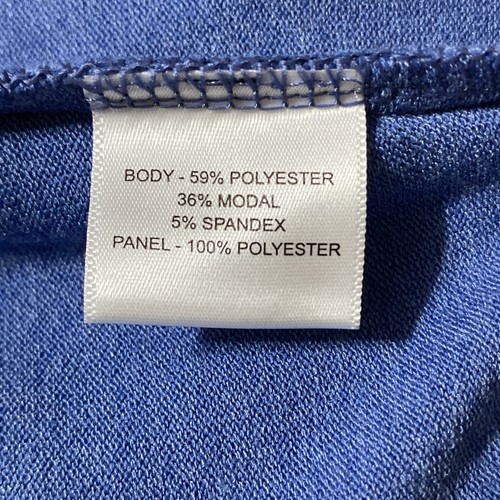 BODY - 59% POLYESTER
36% MODAL
5% SPANDEX
PANEL - 100% POLYESTER